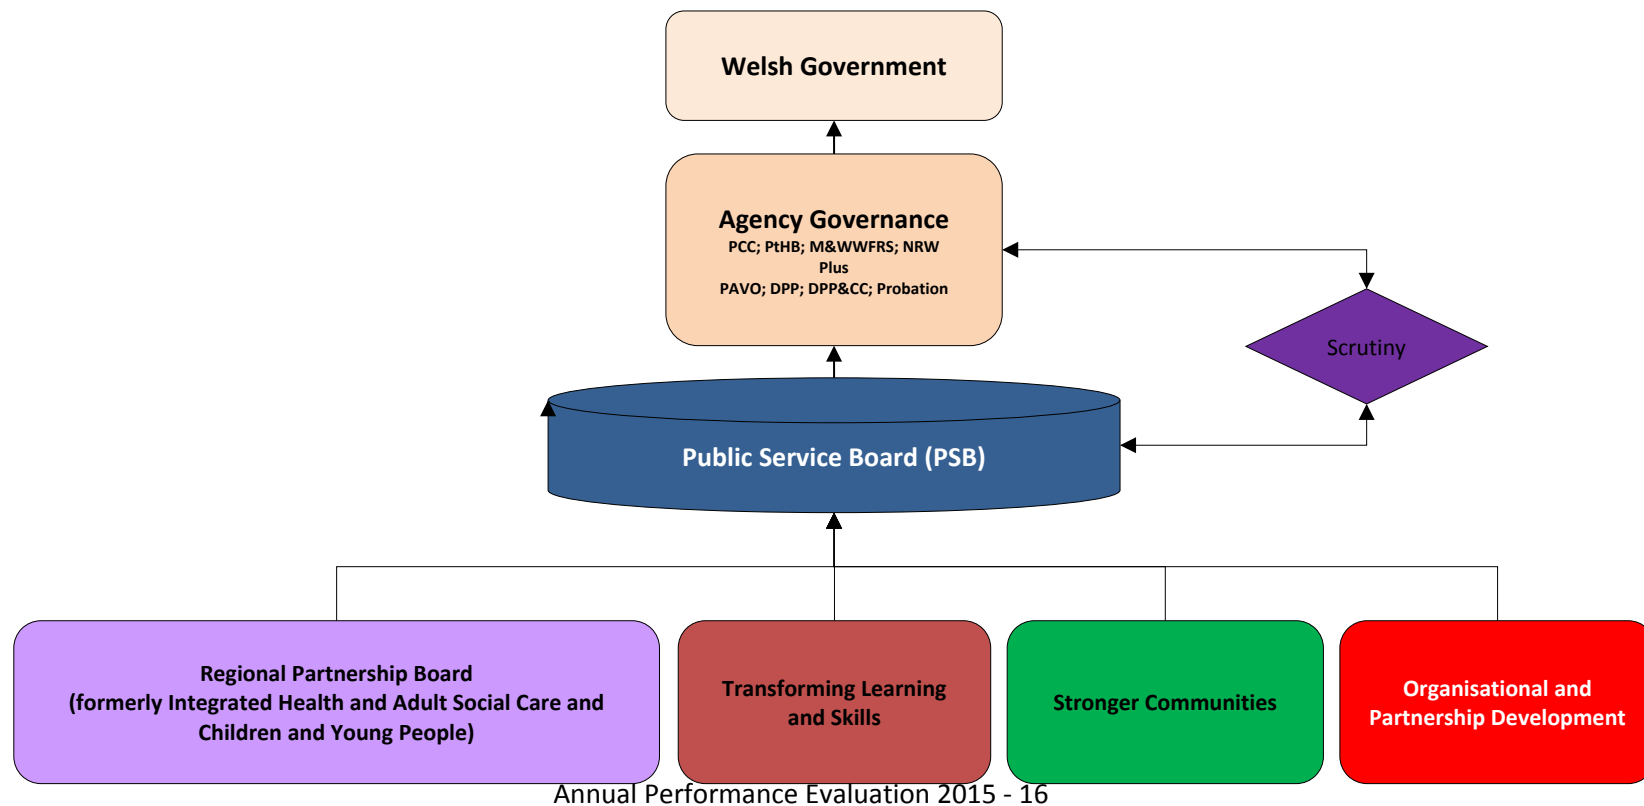 Welsh Government
Agency Governance
PCC; PtHB; M&WWFRS; NRW
Plus
PAVO; DPP; DPP&CC; Probation
Scrutiny
Public Service Board (PSB)
Regional Partnership Board
(formerly Integrated Health and Adult Social Care and
Children and Young People)
Transforming Learning
and Skills
Stronger Communities
Organisational and
Partnership Development
Annual Performance Evaluation 2015 - 16